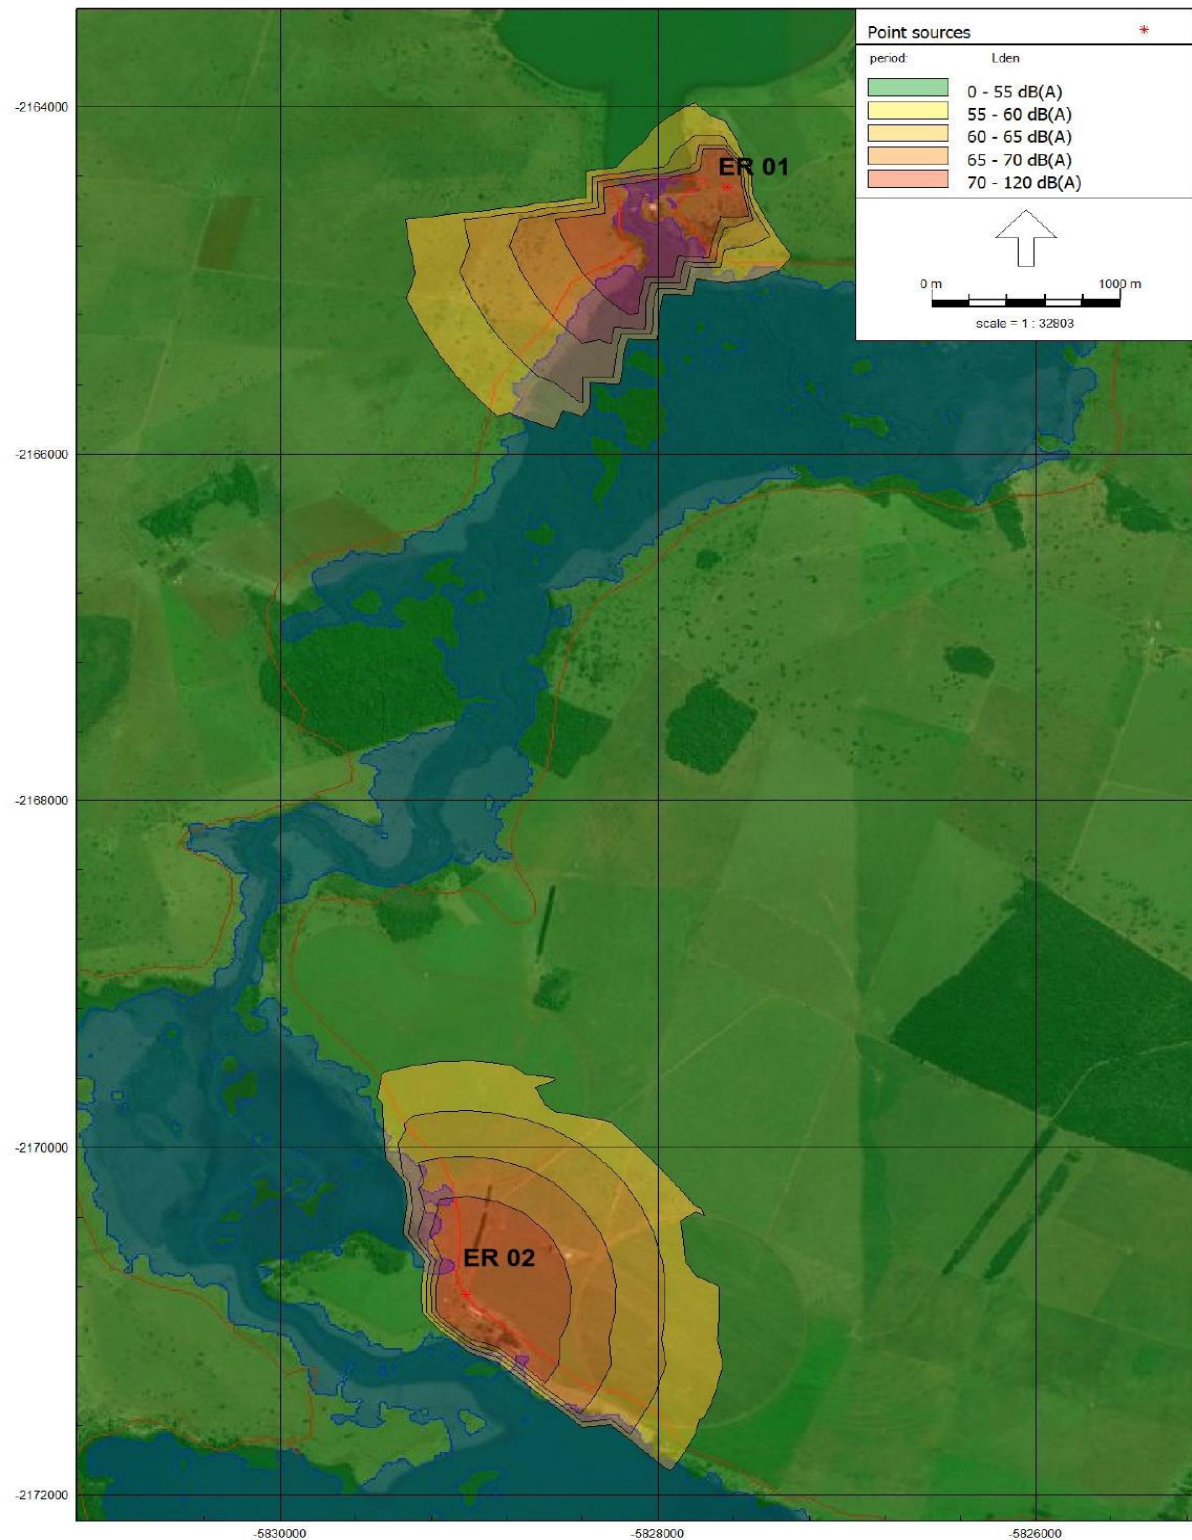 Point sources
period: Lden
0 - 55 dB(A)
55 - 60 dB(A)
60 - 65 dB(A)
65 - 70 dB(A)
70 - 120 dB(A)
0 m 1000 m
scale = 1 : 32803
-2164000
ER 01
-2166000
-2168000
-2170000
ER 02
-2172000
-5830000 -5828000 -5826000